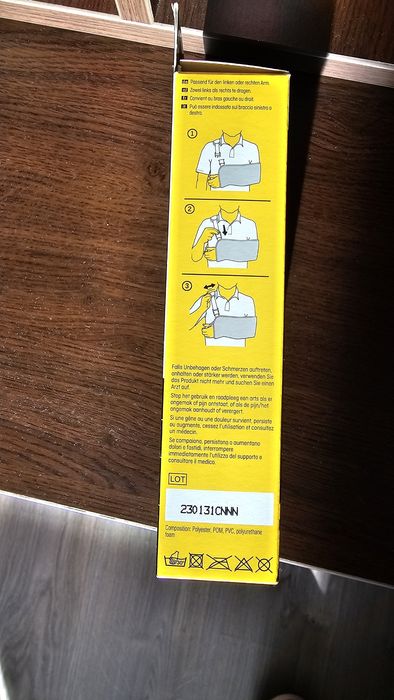 DE Passend für den linken oder rechten Arm.
NL Zowel links als rechts te dragen.
FR Convient au bras gauche ou droit.
IT Può essere indossato sul braccio sinistro o
destro.
1
2
3
Falls Unbehagen oder Schmerzen auftreten,
anhalten oder stärker werden, verwenden Sie
das Produkt nicht mehr und suchen Sie einen
Arzt auf.
Stop het gebruik en raadpleeg een arts als er
ongemak of pijn ontstaat, of als de pijn/het
ongemak aanhoudt of verergert.
Si une gêne ou une douleur survient, persiste
ou augmente, cessez l'utilisation et consultez
un médecin.
Se compaiono, persistono o aumentano
dolori o fastidi, interrompere
immediatamente l'utilizzo del supporto e
consultare il medico.
LOT
230131CNNN
Composition: Polyester, POM, PVC, polyurethane
foam